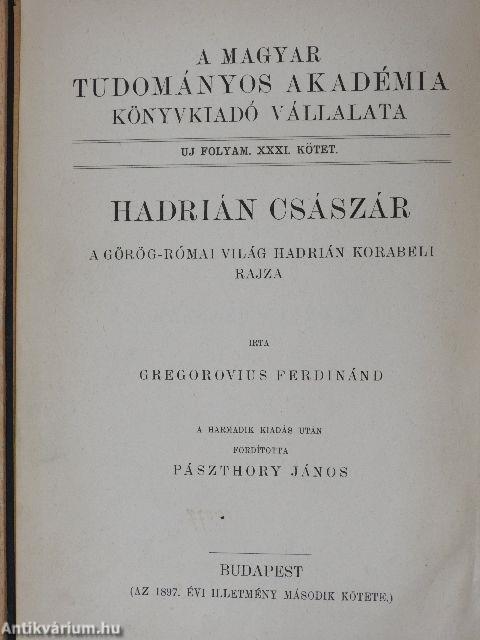 A MAGYAR
TUDOMÁNYOS AKADÉMIA
KÖNYVKIADÓ VÁLLALATA
UJ FOLYAM. XXXI. KÖTET.
HADRIÁN CSÁSZÁR
A GÖRÖG-RÓMAI VILÁG HADRIÁN KORABELI
RAJZA
IRTA
GREGOROVIUS FERDINÁND
A HARMADIK KIADÁS UTÁN
FORDÍTOTTA
PÁSZTHORY JÁNOS
BUDAPEST
(AZ 1897. ÉVI ILLETMÉNY MÁSODIK KÖTETE.)
Antikvárium.hu